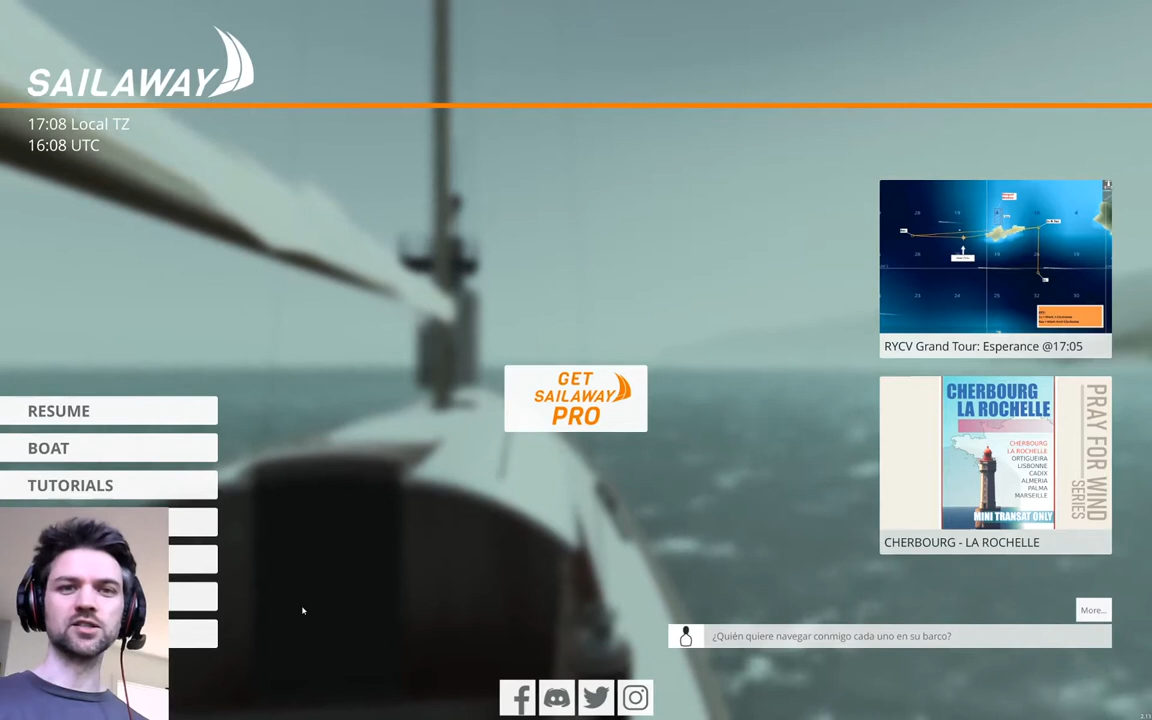 SAILAWAY
17:08 Local TZ
16:08 UTC
RYCV Grand Tour: Esperance @17:05
GET
SAILAWAY
PRO
RESUME
BOAT
TUTORIALS
CHERBOURG
LA ROCHELLE
CHERBOURG
LA ROCHELLE
ORTIGUEIRA
LISBONNE
CADIX
ALMERIA
PALMA
MARSEILLE
MINI TRANSAT ONLY
PRAY FOR WIND
SERIES
CHERBOURG - LA ROCHELLE
More...
¿Quién quiere navegar conmigo cada uno en su barco?